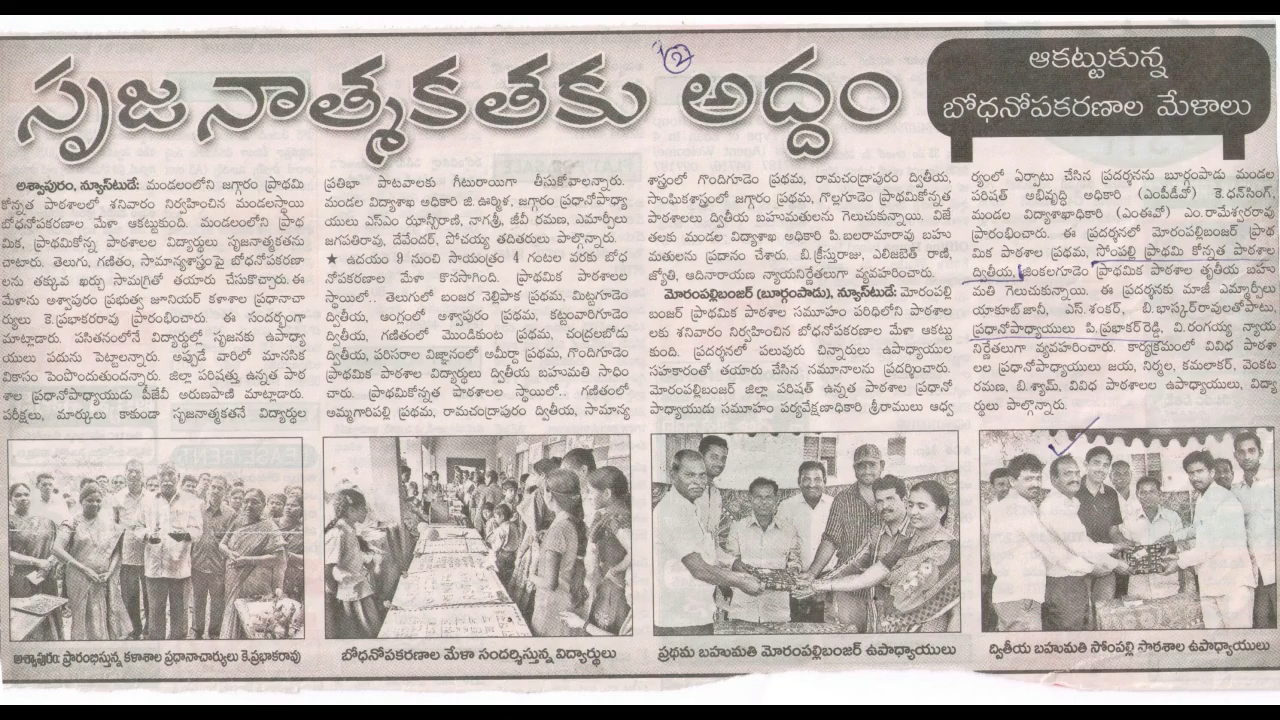 సృజనాత్మకతకు అద్దం
②
ఆకట్టుకున్న
బోధనోపకరణాల మేళాలు
అశ్వాపురం, న్యూస్‌టుడే: మండలంలోని జగ్గారం ప్రాథమి
కోన్నత పాఠశాలలో శనివారం నిర్వహించిన మండలస్థాయి
బోధనోపకరణాల మేళా ఆకట్టుకుంది. మండలంలోని ప్రాథ
మిక, ప్రాథమికోన్న పాఠశాలల విద్యార్థులు సృజనాత్మకతను
చాటారు. తెలుగు, గణితం, సామాన్యశాస్త్రంపై బోధనోపకరణా
లను తక్కువ ఖర్చు సామగ్రితో తయారు చేసుకొచ్చారు. ఈ
మేళాను అశ్వాపురం ప్రభుత్వ జూనియర్ కళాశాల ప్రధానాచా
ర్యులు కె.ప్రభాకరరావు ప్రారంభించారు. ఈ సందర్భంగా
మాట్లాడారు. పసితనంలోనే విద్యార్థుల్లో సృజనకు ఉపాధ్యా
యులు పదును పెట్టాలన్నారు. అప్పుడే వారిలో మానసిక
వికాసం పెంపొందుతుందన్నారు. జిల్లా పరిషత్తు ఉన్నత పాఠ
శాల ప్రధానోపాధ్యాయుడు పీజేవీ అరుణపాణి మాట్లాడారు.
పరీక్షలు, మార్కులు కాకుండా సృజనాత్మకతనే విద్యార్థుల
ప్రతిభా పాటవాలకు గీటురాయిగా తీసుకోవాలన్నారు.
మండల విద్యాశాఖ అధికారి జి.ఊర్మిళ, జగ్గారం ప్రధానోపాధ్యా
యులు ఎస్ఎం ఝాన్సీరాణి, నాగశ్రీ, జీవీ రమణ, ఎమార్పీలు
జగపతిరావు, దేవేందర్, పోచయ్య తదితరులు పాల్గొన్నారు.
★ ఉదయం 9 నుంచి సాయంత్రం 4 గంటల వరకు బోధ
నోపకరణాల మేళా కొనసాగింది. ప్రాథమిక పాఠశాలల
స్థాయిలో.. తెలుగులో బంజర నెల్లిపాక ప్రథమ, మిట్టగూడెం
ద్వితీయ, ఆంగ్లంలో అశ్వాపురం ప్రథమ, కట్టంవారిగూడెం
ద్వితీయ, గణితంలో మొండికుంట ప్రథమ, చంద్రలబోడు
ద్వితీయ, పరిసరాల విజ్ఞానంలో అమీర్దా ప్రథమ, గొందిగూడెం
ప్రాథమిక పాఠశాల విద్యార్థులు ద్వితీయ బహుమతి సాధిం
చారు. ప్రాథమికోన్నత పాఠశాలల స్థాయిలో.. గణితంలో
అమ్మగారిపల్లి ప్రథమ, రామచంద్రాపురం ద్వితీయ, సామాన్య
శాస్త్రంలో గొందిగూడెం ప్రథమ, రామచంద్రాపురం ద్వితీయ,
సాంఘికశాస్త్రంలో జగ్గారం ప్రథమ, గొల్లగూడెం ప్రాథమికోన్నత
పాఠశాలలు ద్వితీయ బహుమతులను గెలుచుకున్నాయి. విజే
తలకు మండల విద్యాశాఖ అధికారి పి.బలరామారావు బహు
మతులను ప్రదానం చేశారు. బి.క్రీస్తురాజు, ఎలిజబెత్ రాణి,
జ్యోతి, ఆదినారాయణ న్యాయనిర్ణేతలుగా వ్యవహరించారు.
మోరంపల్లిబంజర్ (బూర్గంపాడు), న్యూస్‌టుడే: మోరంపల్లి
బంజర్ ప్రాథమిక పాఠశాల సమూహం పరిధిలోని పాఠశాల
లకు శనివారం నిర్వహించిన బోధనోపకరణాల మేళా ఆకట్టు
కుంది. ప్రదర్శనలో పలువురు చిన్నారులు ఉపాధ్యాయుల
సహకారంతో తయారు చేసిన నమూనాలను ప్రదర్శించారు.
మోరంపల్లిబంజర్ జిల్లా పరిషత్ ఉన్నత పాఠశాల ప్రధానో
పాధ్యాయుడు సమూహం పర్యవేక్షణాధికారి శ్రీరాములు ఆధ్వ
ర్యంలో ఏర్పాటు చేసిన ప్రదర్శనను బూర్గంపాడు మండల
పరిషత్ అభివృద్ధి అధికారి (ఎంపీడీవో) కె.ధన్‌సింగ్,
మండల విద్యాశాఖాధికారి (ఎంఈవో) ఎం.రామేశ్వరరావు
ప్రారంభించారు. ఈ ప్రదర్శనలో మోరంపల్లిబంజర్ ప్రాథ
మిక పాఠశాల ప్రథమ, సోంపల్లి ప్రాథమి కోన్నత పాఠశాల
ద్వితీయ, జింకలగూడెం ప్రాథమిక పాఠశాల తృతీయ బహు
మతి గెలుచుకున్నాయి. ఈ ప్రదర్శనకు మాజీ ఎమ్మార్పీలు
యాకూబ్ జానీ, ఎస్.శంకర్, బి.భాస్కర్‌రావులతోపాటు,
ప్రధానోపాధ్యాయులు పి.ప్రభాకర్‌రెడ్డి, వి.రంగయ్య న్యాయ
నిర్ణేతలుగా వ్యవహరించారు. కార్యక్రమంలో వివిధ పాఠశా
లల ప్రధానోపాధ్యాయులు జయ, నిర్మల, కమలాకర్, వెంకట
రమణ, బి.శ్యామ్, వివిధ పాఠశాలల ఉపాధ్యాయులు, విద్యా
ర్థులు పాల్గొన్నారు.
అశ్వాపురం: ప్రారంభిస్తున్న కళాశాల ప్రధానాచార్యులు కె.ప్రభాకరావు
బోధనోపకరణాల మేళా సందర్శిస్తున్న విద్యార్థులు
ప్రథమ బహుమతి మోరంపల్లిబంజర్ ఉపాధ్యాయులు
ద్వితీయ బహుమతి సోంపల్లి పాఠశాల ఉపాధ్యాయులు